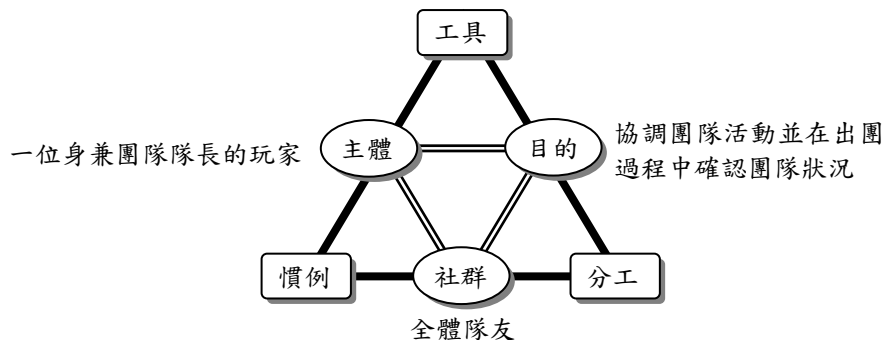 工具
一位身兼團隊隊長的玩家
主體
目的
協調團隊活動並在出團
過程中確認團隊狀況
慣例
社群
分工
全體隊友